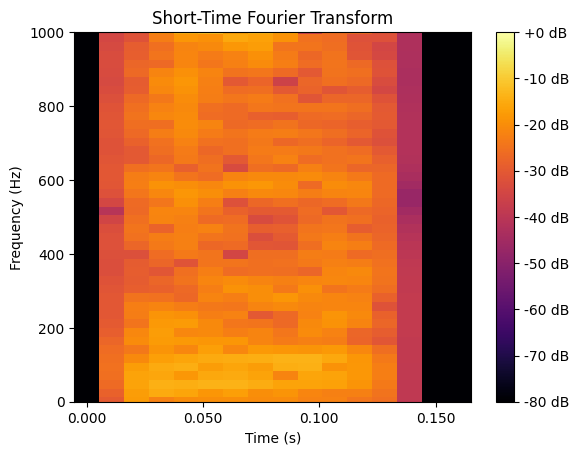 Short-Time Fourier Transform
1000
800
600
400
200
0
Frequency (Hz)
0.000
0.050
0.100
0.150
Time (s)
+0 dB
-10 dB
-20 dB
-30 dB
-40 dB
-50 dB
-60 dB
-70 dB
-80 dB